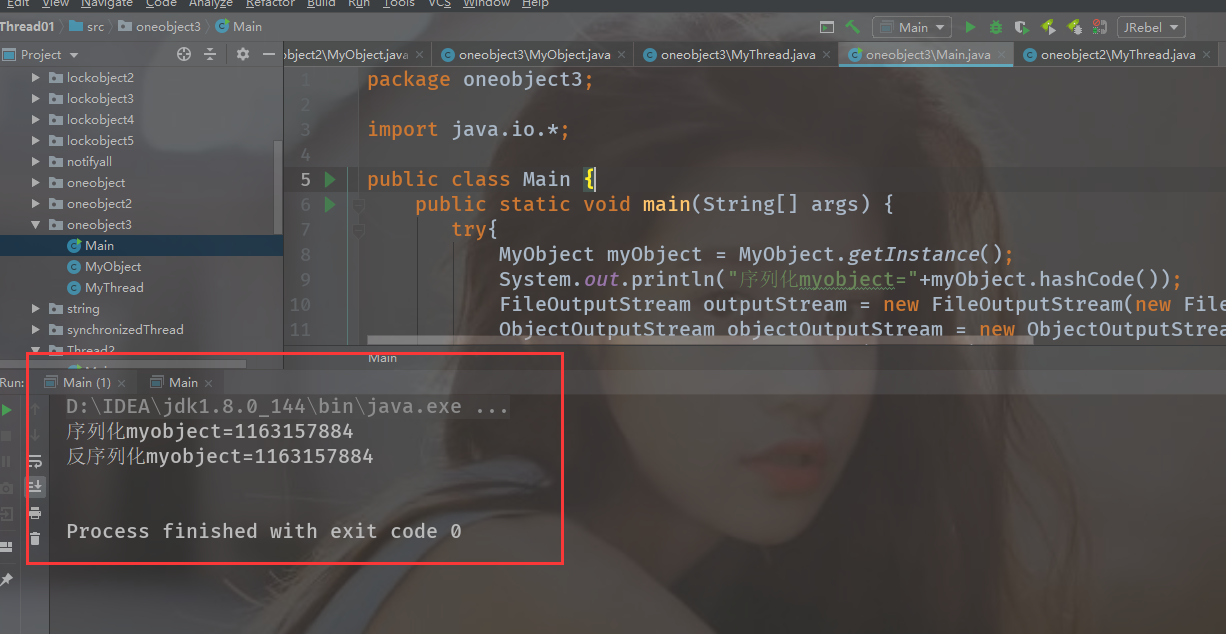 Edit View Navigate Code Analyze Refactor Build Run Tools VCS Window Help
Thread01 src oneobject3 Main
Main JRebel
Project
object2\MyObject.java × oneobject3\MyObject.java × oneobject3\MyThread.java × oneobject3\Main.java × oneobject2\MyThread.java ×
lockobject2
lockobject3
lockobject4
lockobject5
notifyall
oneobject
oneobject2
oneobject3
Main
MyObject
MyThread
string
synchronizedThread
Thread2
1 package oneobject3;
2
3 import java.io.*;
4
5 public class Main {
6 public static void main(String[] args) {
7 try{
8 MyObject myObject = MyObject.getInstance();
9 System.out.println("序列化myobject="+myObject.hashCode());
10 FileOutputStream outputStream = new FileOutputStream(new File
11 ObjectOutputStream objectOutputStream = new ObjectOutputStrea
Main
Run: Main (1) × Main ×
D:\IDEA\jdk1.8.0_144\bin\java.exe ...
序列化myobject=1163157884
反序列化myobject=1163157884
Process finished with exit code 0